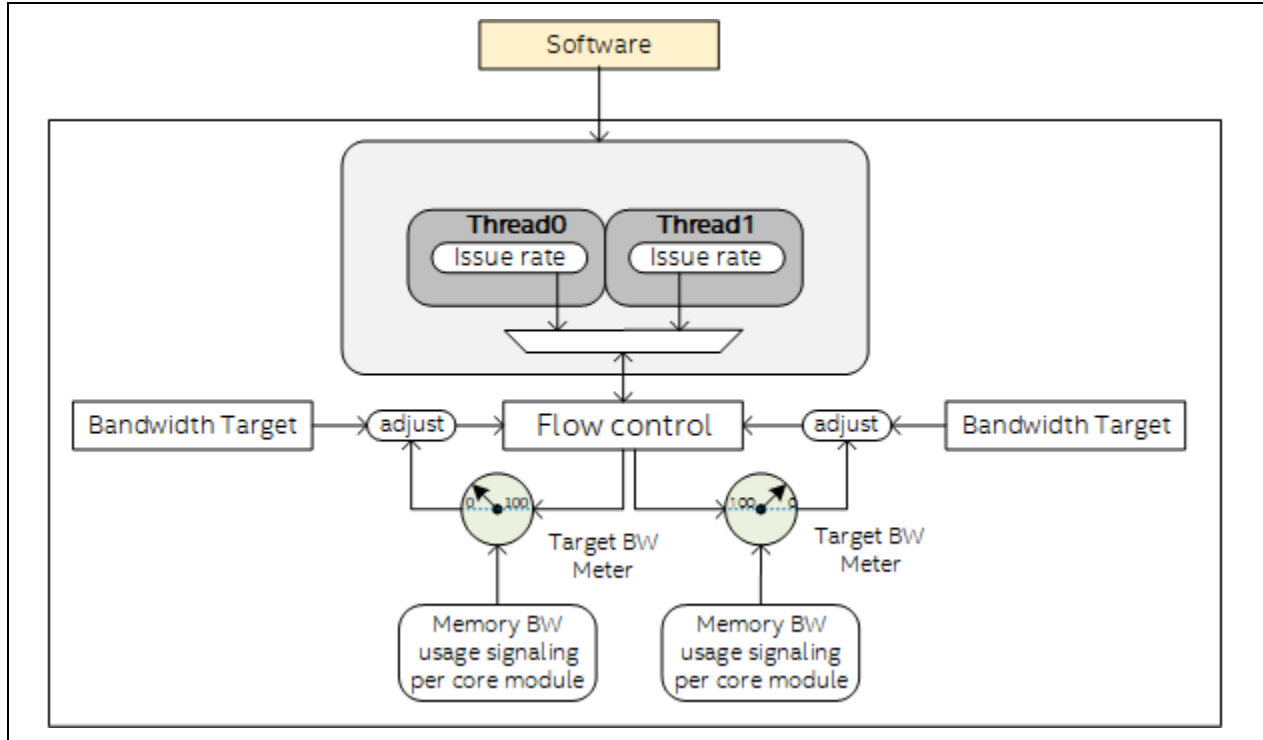 Software
Thread0
Thread1
Issue rate
Issue rate
Bandwidth Target
adjust
Flow control
adjust
Bandwidth Target
0
100
100
0
Target BW
Meter
Target BW
Meter
Memory BW
usage signaling
per core module
Memory BW
usage signaling
per core module